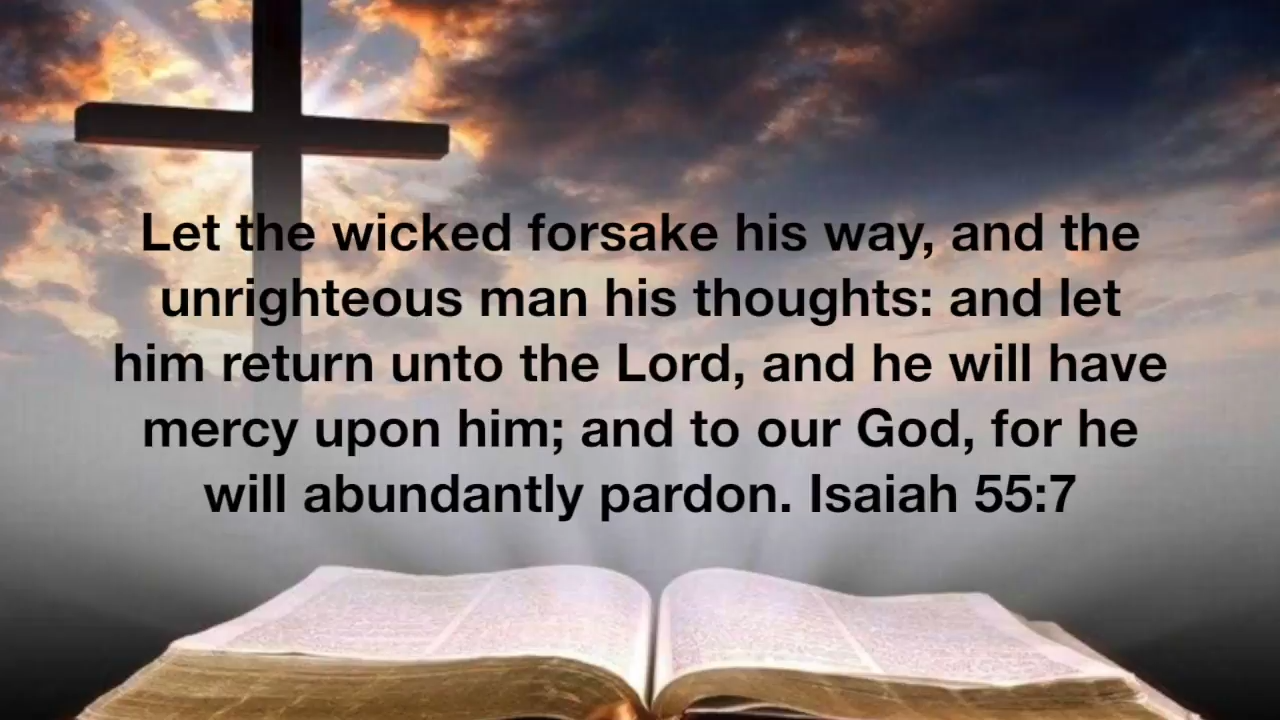 Let the wicked forsake his way, and the
unrighteous man his thoughts: and let
him return unto the Lord, and he will have
mercy upon him; and to our God, for he
will abundantly pardon. Isaiah 55:7